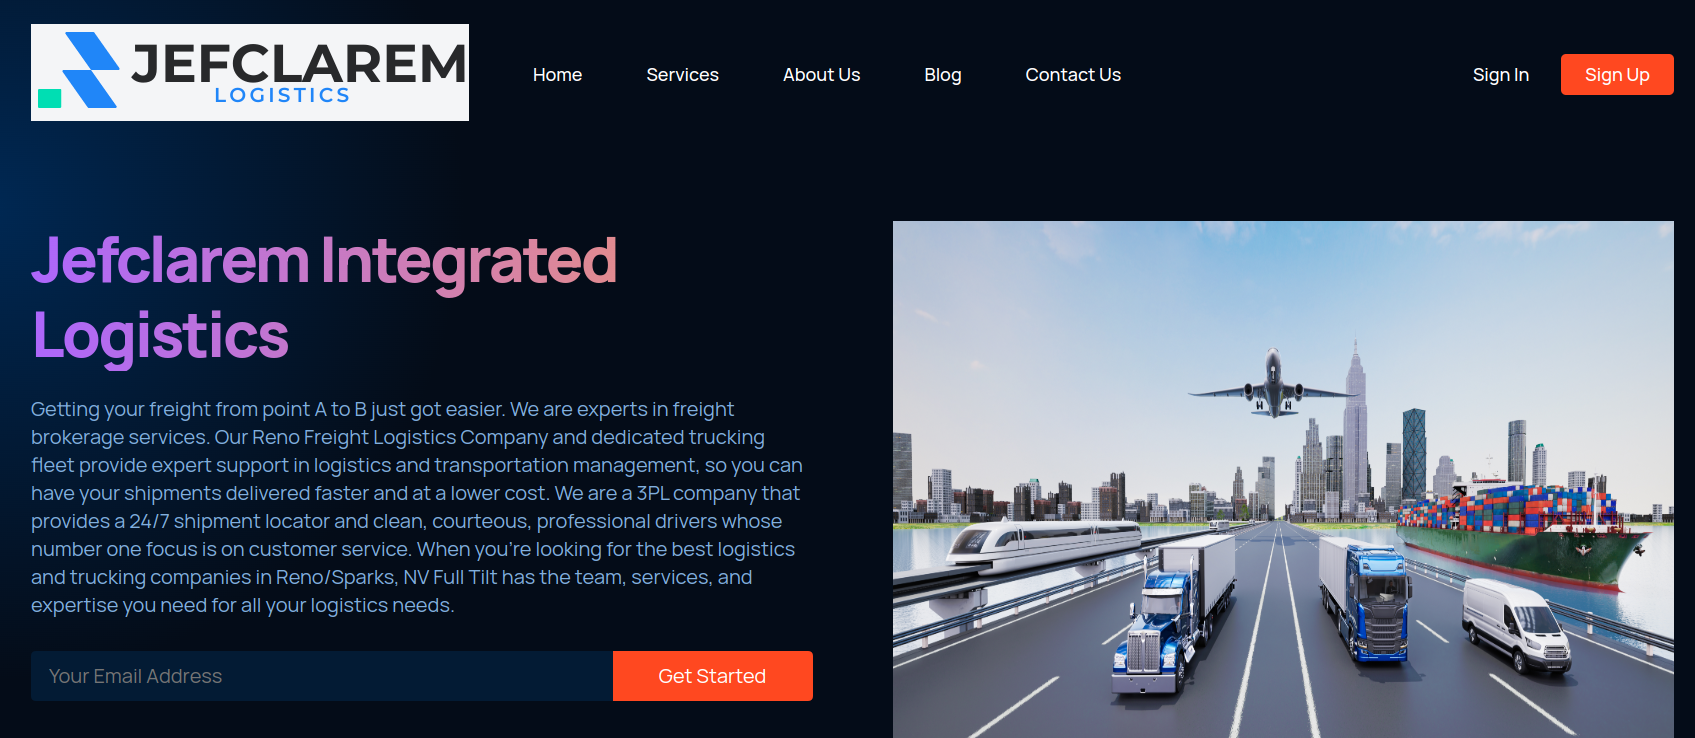 JEFCLAREM
LOGISTICS
Home
Services
About Us
Blog
Contact Us
Sign In
Sign Up
Jefclarem Integrated
Logistics
Getting your freight from point A to B just got easier. We are experts in freight
brokerage services. Our Reno Freight Logistics Company and dedicated trucking
fleet provide expert support in logistics and transportation management, so you can
have your shipments delivered faster and at a lower cost. We are a 3PL company that
provides a 24/7 shipment locator and clean, courteous, professional drivers whose
number one focus is on customer service. When you're looking for the best logistics
and trucking companies in Reno/Sparks, NV Full Tilt has the team, services, and
expertise you need for all your logistics needs.
Your Email Address
Get Started